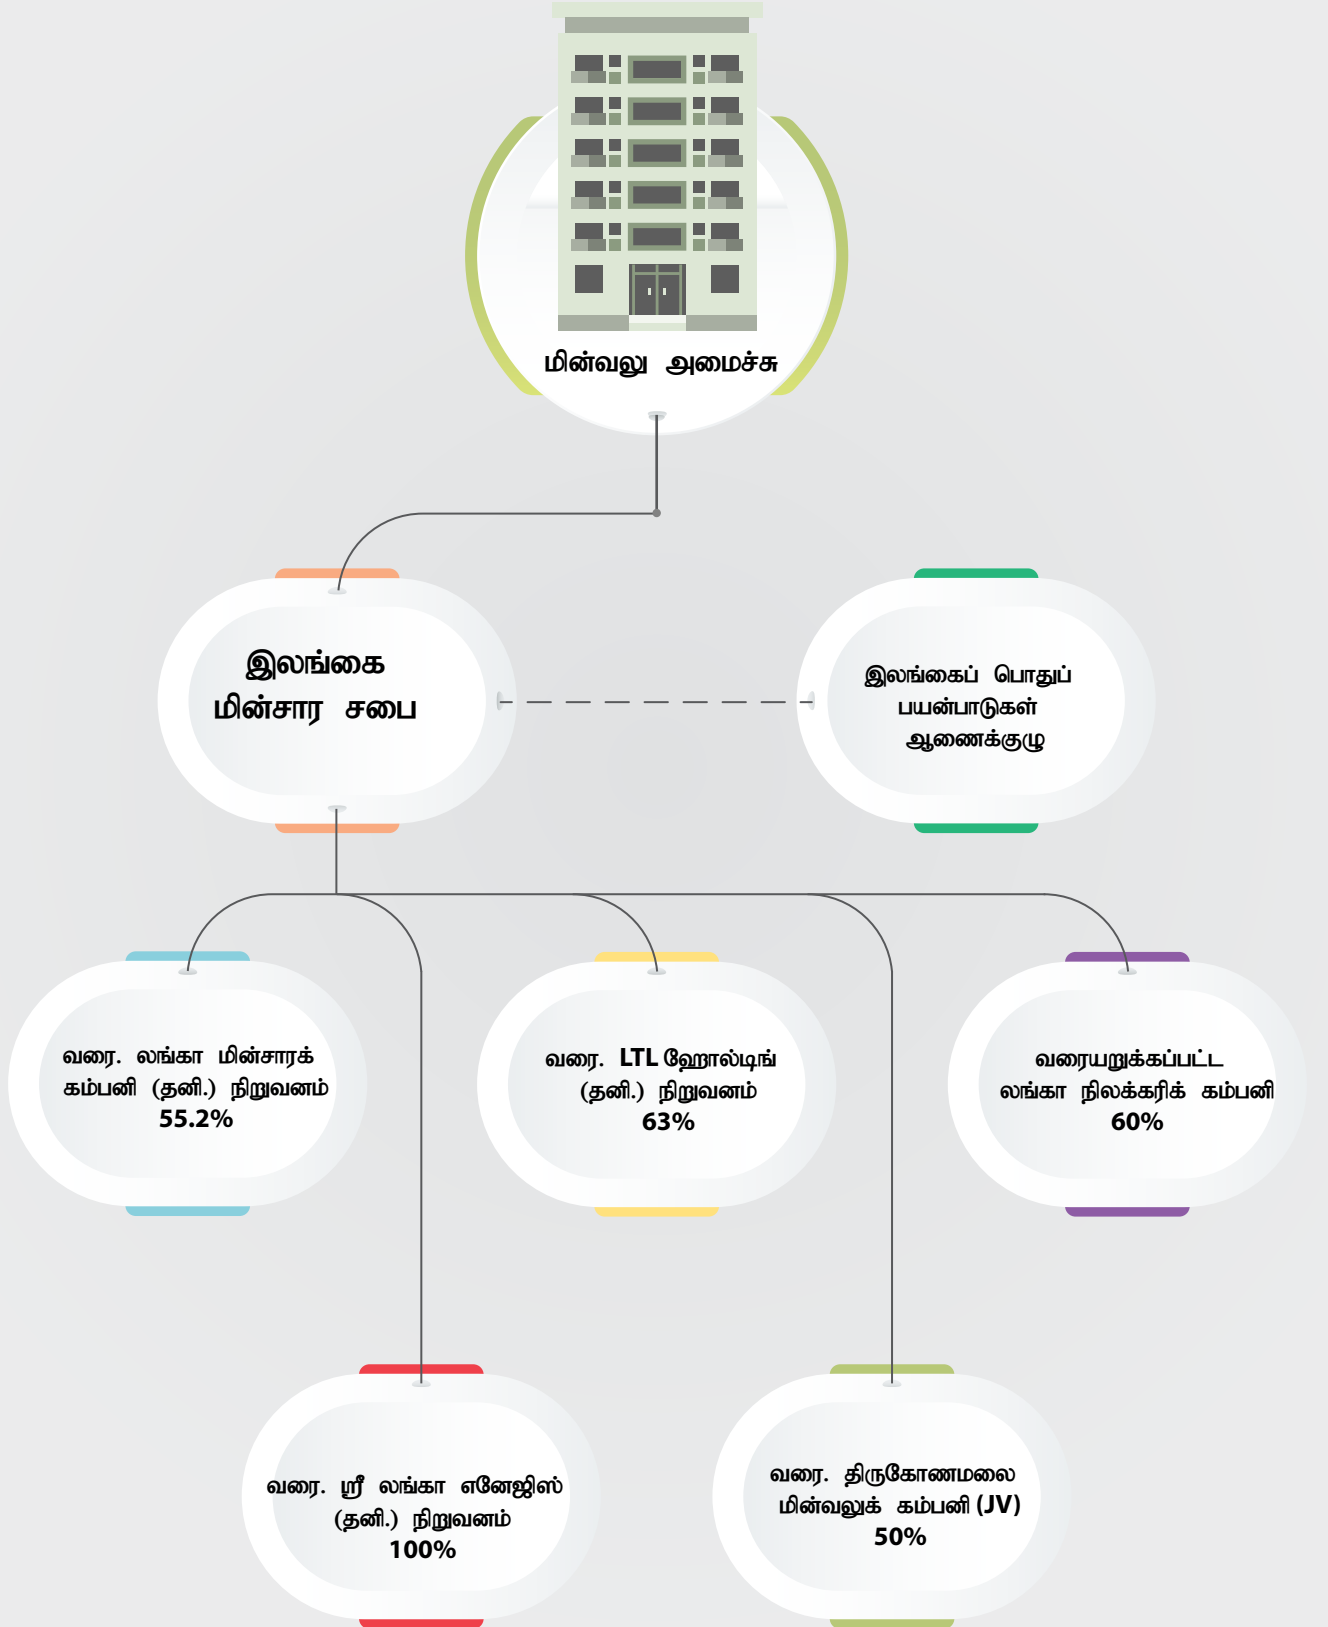 மின்வலு அமைச்சு
இலங்கை
மின்சார சபை
இலங்கைப் பொதுப்
பயன்பாடுகள்
ஆணைக்குழு
வரை. லங்கா மின்சாரக்
கம்பனி (தனி.) நிறுவனம்
55.2%
வரை. LTL ஹோல்டிங்
(தனி.) நிறுவனம்
63%
வரையறுக்கப்பட்ட
லங்கா நிலக்கரிக் கம்பனி
60%
வரை. ஸ்ரீ லங்கா எனேஜிஸ்
(தனி.) நிறுவனம்
100%
வரை. திருகோணமலை
மின்வலுக் கம்பனி (JV)
50%